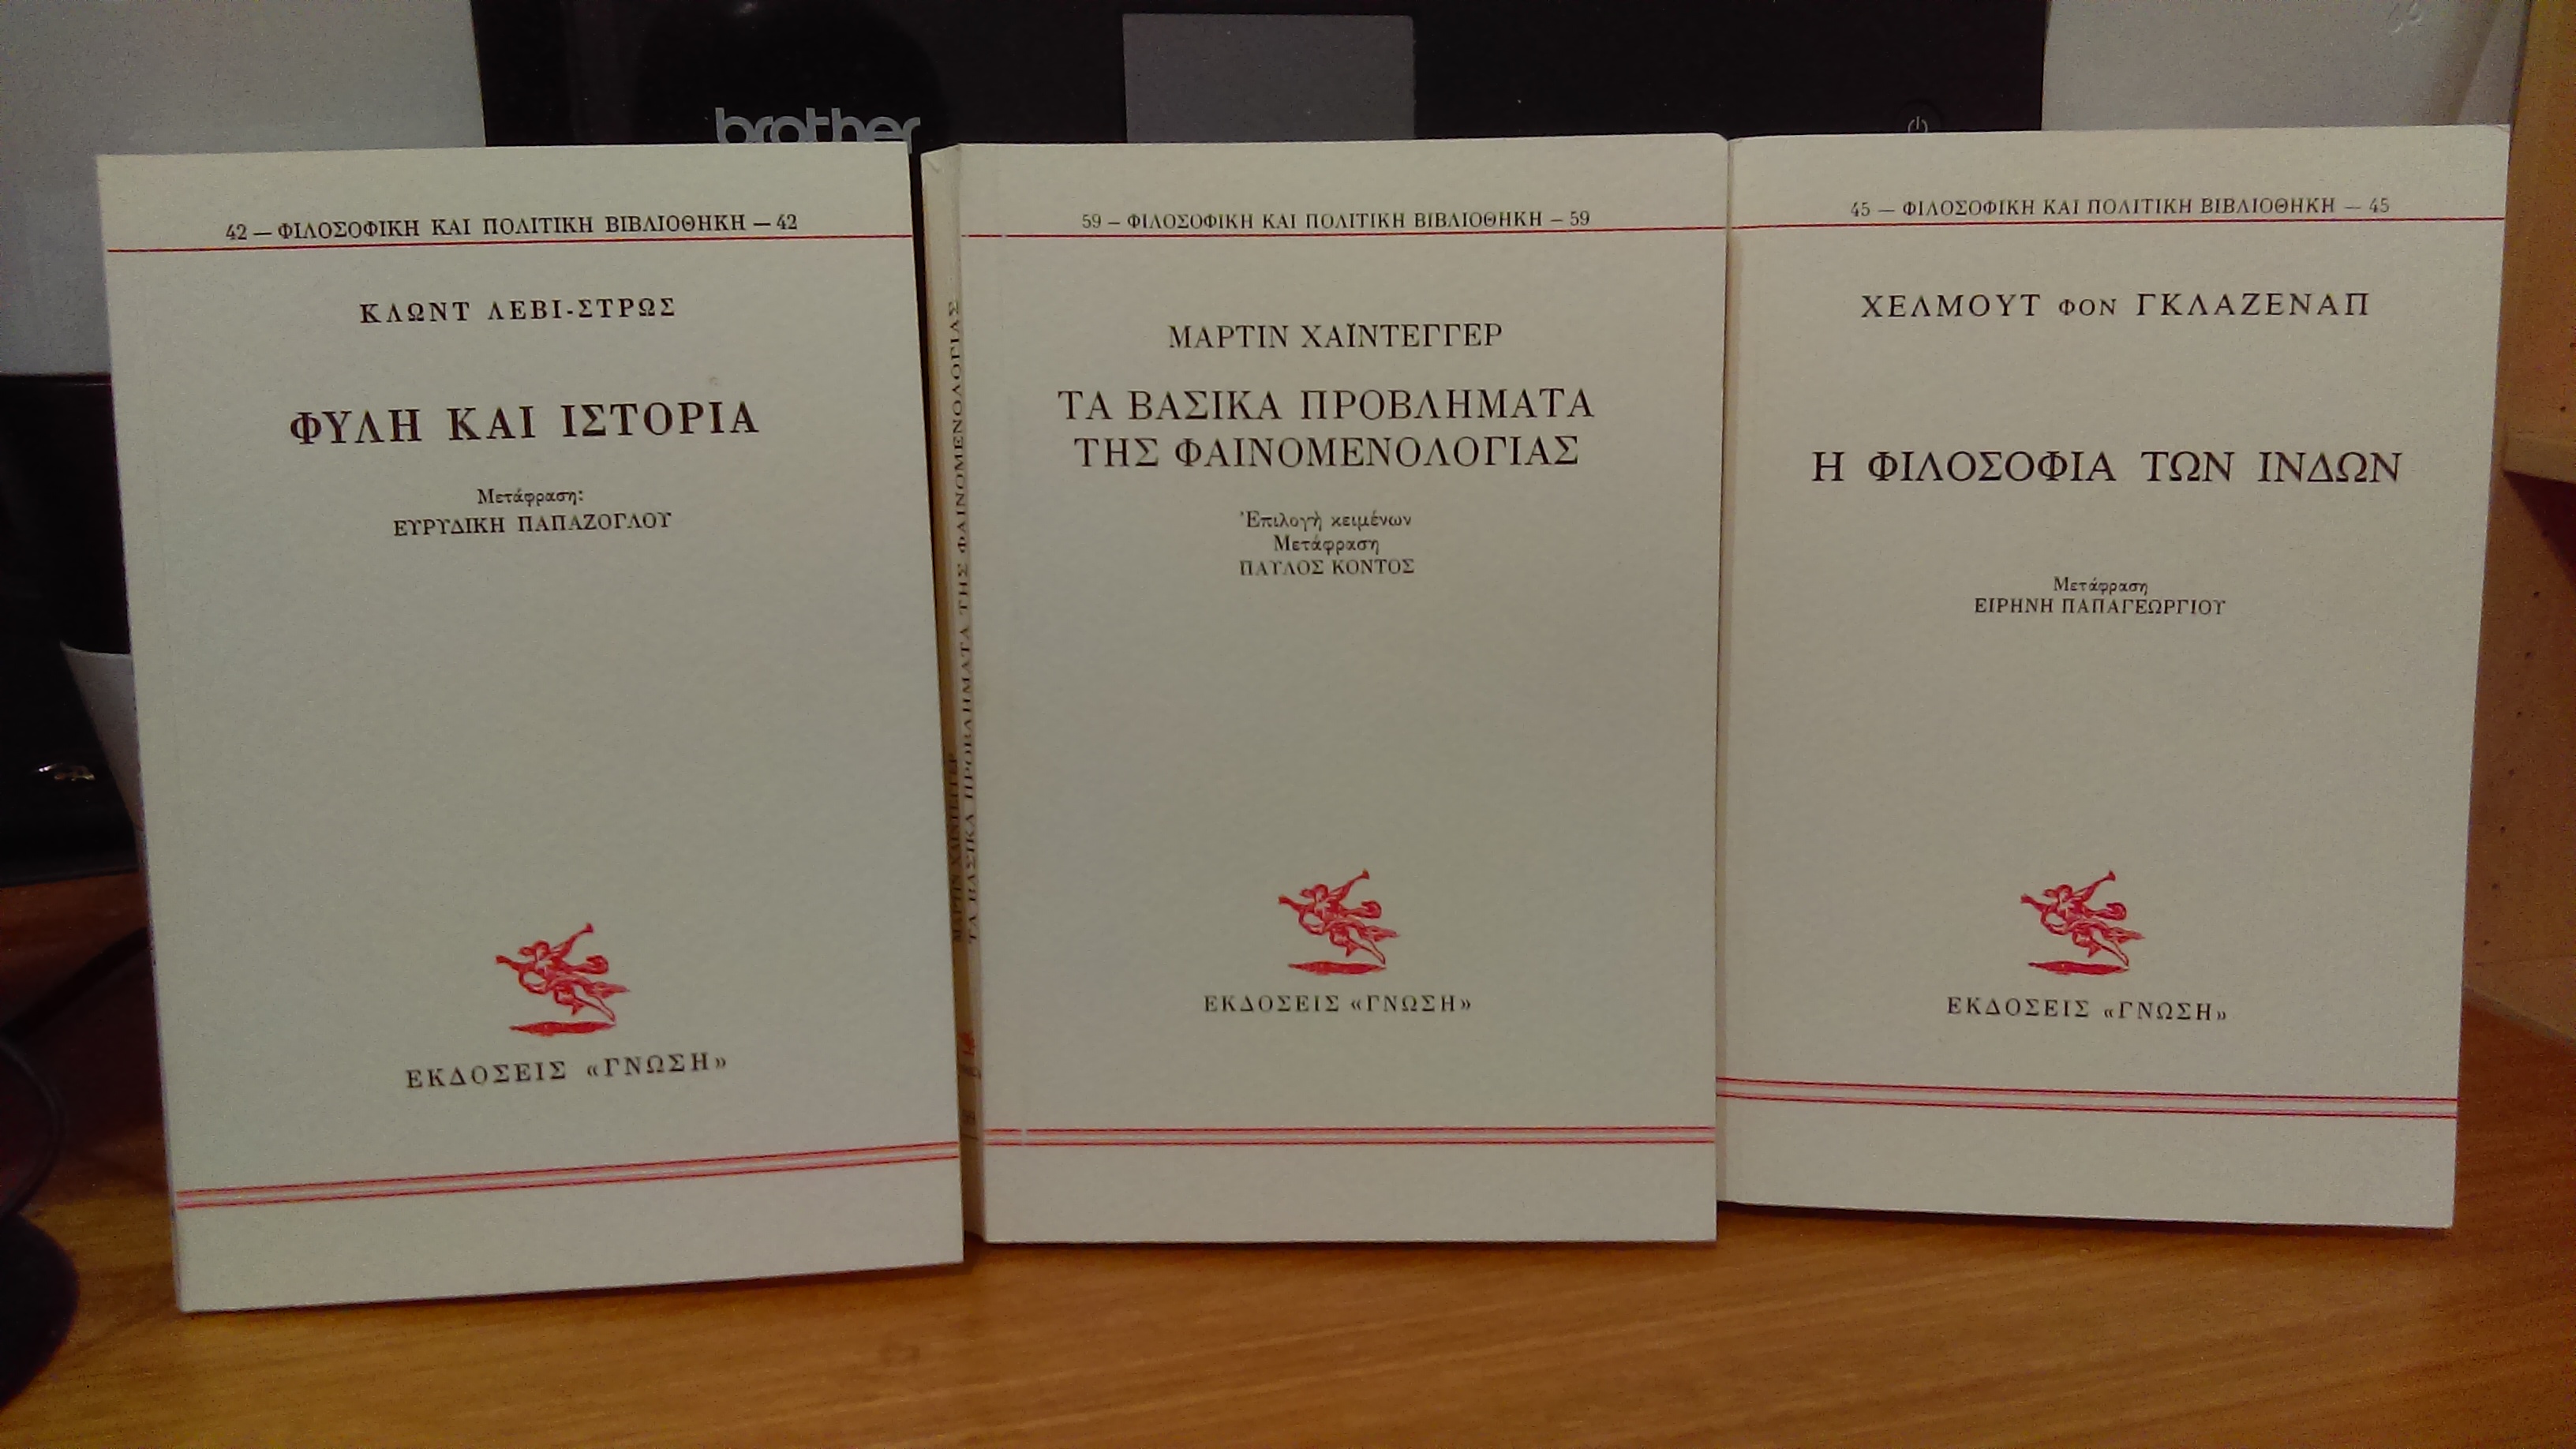 brother
42 — ΦΙΛΟΣΟΦΙΚΗ ΚΑΙ ΠΟΛΙΤΙΚΗ ΒΙΒΛΙΟΘΗΚΗ — 42
ΚΛΩΝΤ ΛΕΒΙ-ΣΤΡΩΣ
ΦΥΛΗ ΚΑΙ ΙΣΤΟΡΙΑ
Μετάφραση:
ΕΥΡΥΔΙΚΗ ΠΑΠΑΖΟΓΛΟΥ
ΕΚΔΟΣΕΙΣ «ΓΝΩΣΗ»
ΜΑΡΤΙΝ ΧΑΪΝΤΕΓΓΕΡ
ΤΑ ΒΑΣΙΚΑ ΠΡΟΒΛΗΜΑΤΑ ΤΗΣ ΦΑΙΝΟΜΕΝΟΛΟΓΙΑΣ
59 — ΦΙΛΟΣΟΦΙΚΗ ΚΑΙ ΠΟΛΙΤΙΚΗ ΒΙΒΛΙΟΘΗΚΗ — 59
ΜΑΡΤΙΝ ΧΑΪΝΤΕΓΓΕΡ
ΤΑ ΒΑΣΙΚΑ ΠΡΟΒΛΗΜΑΤΑ
ΤΗΣ ΦΑΙΝΟΜΕΝΟΛΟΓΙΑΣ
Ἐπιλογὴ κειμένων
Μετάφραση
ΠΑΥΛΟΣ ΚΟΝΤΟΣ
ΕΚΔΟΣΕΙΣ «ΓΝΩΣΗ»
45 — ΦΙΛΟΣΟΦΙΚΗ ΚΑΙ ΠΟΛΙΤΙΚΗ ΒΙΒΛΙΟΘΗΚΗ — 45
ΧΕΛΜΟΥΤ ΦΟΝ ΓΚΛΑΖΕΝΑΠ
Η ΦΙΛΟΣΟΦΙΑ ΤΩΝ ΙΝΔΩΝ
Μετάφραση
ΕΙΡΗΝΗ ΠΑΠΑΓΕΩΡΓΙΟΥ
ΕΚΔΟΣΕΙΣ «ΓΝΩΣΗ»